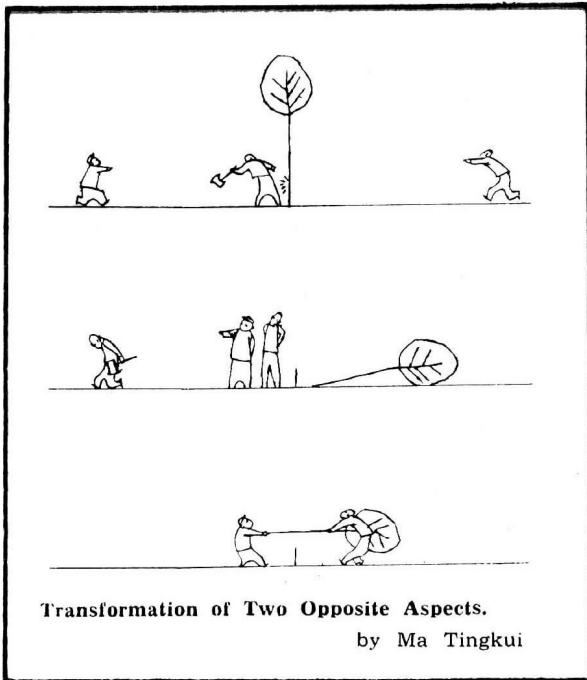 Transformation of Two Opposite Aspects.
by Ma Tingkui